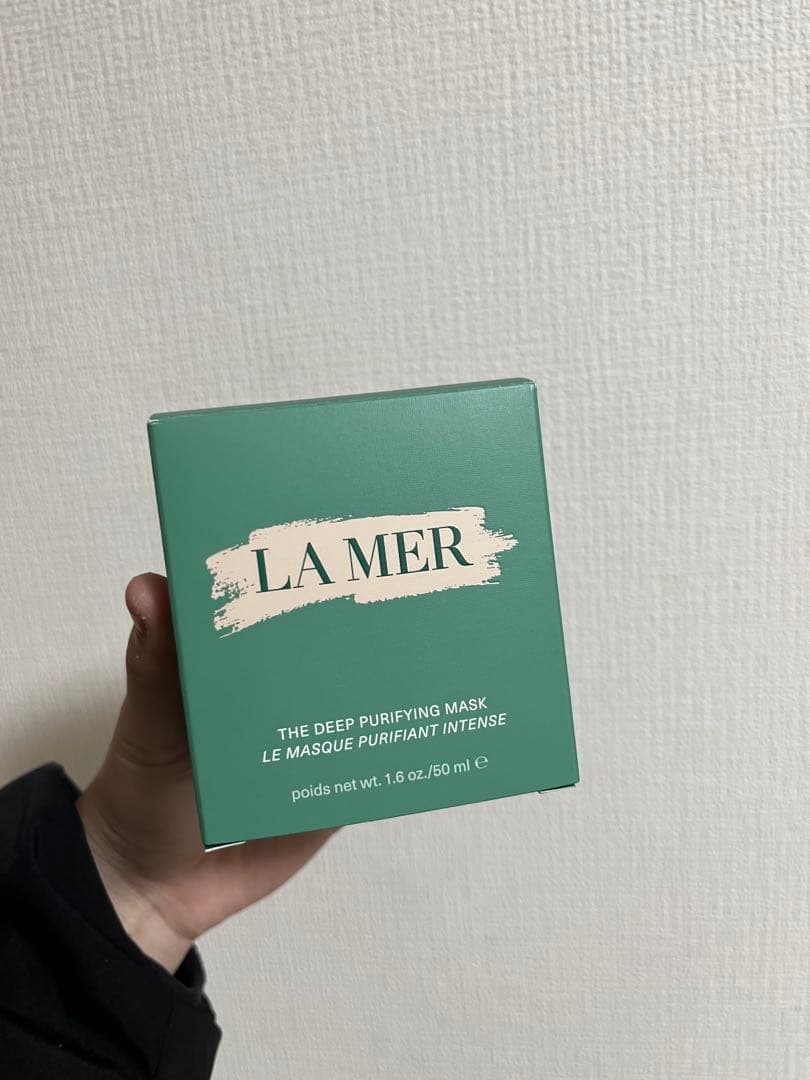 LA MER
THE DEEP PURIFYING MASK
LE MASQUE PURIFIANT INTENSE
poids net wt. 1.6 oz./50 ml ℮